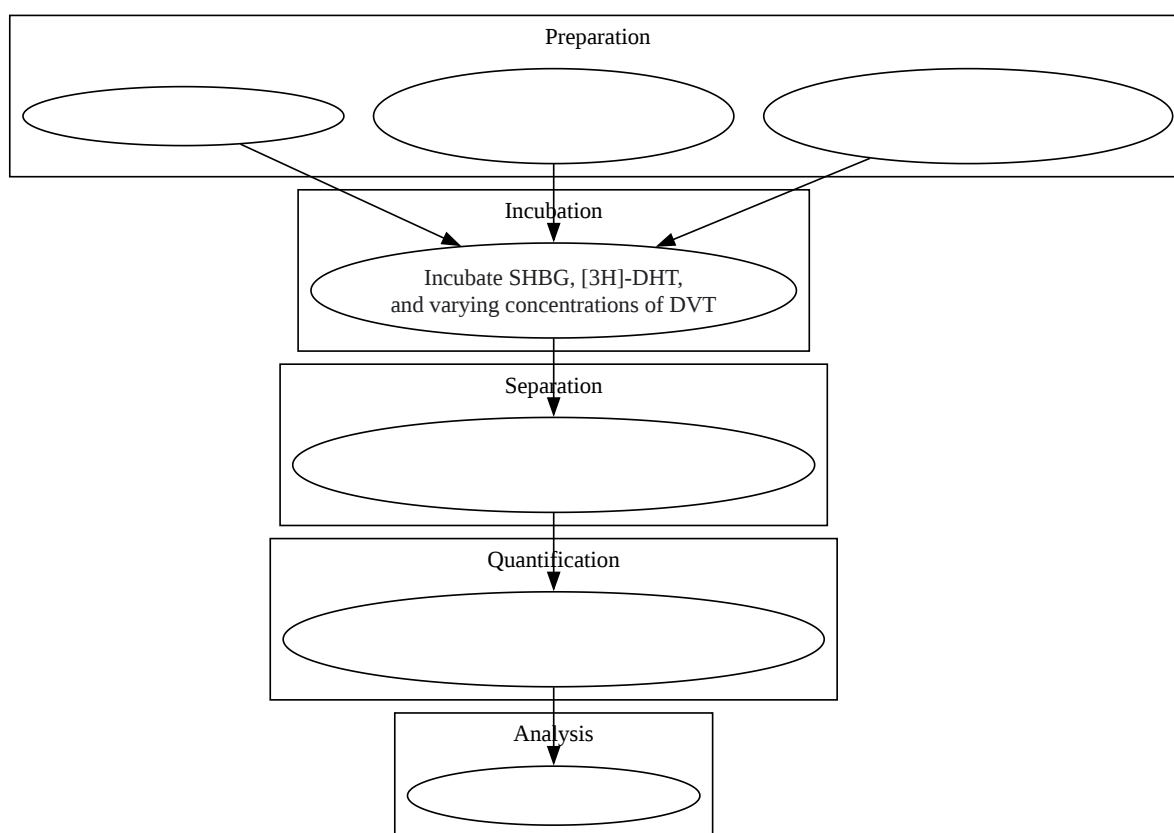 Preparation
Incubation
Incubate SHBG, [3H]-DHT,
and varying concentrations of DVT
Separation
Quantification
Analysis